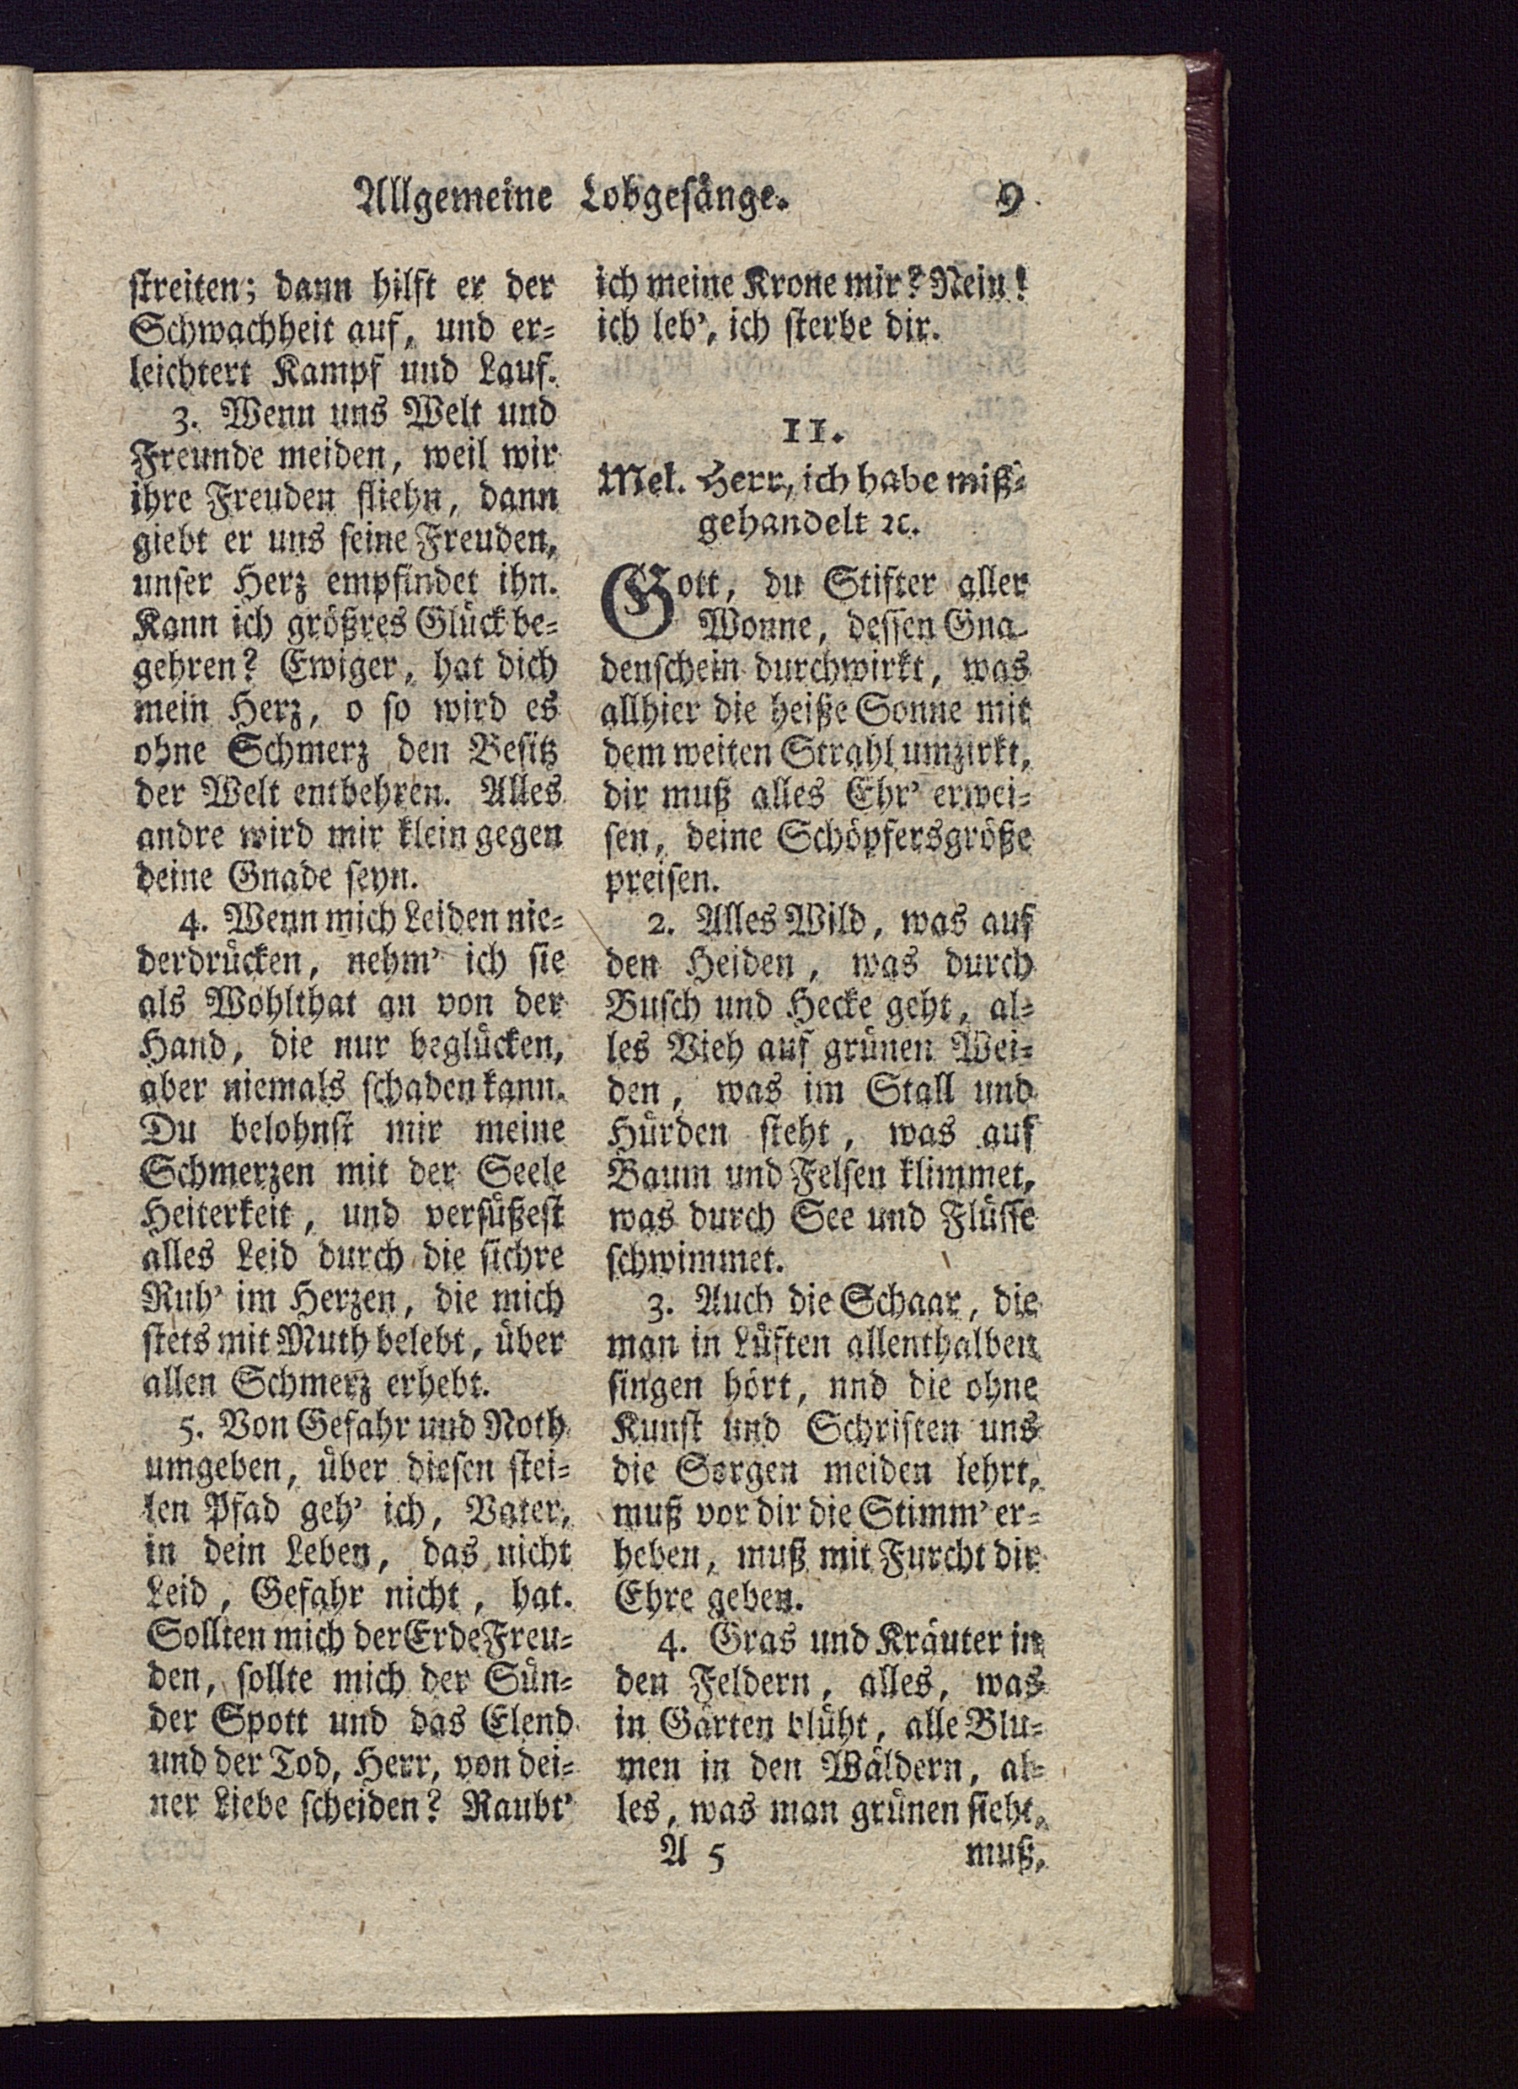 Allgemeine Lobgesänge. 9
streiten; dann hilft er der
Schwachheit auf, und er-
leichtert Kampf und Lauf.
3. Wenn uns Welt und
Freunde meiden, weil wir
ihre Freuden fliehn, dann
giebt er uns seine Freuden,
unser Herz empfindet ihn.
Kann ich größres Glück be-
gehren? Ewiger, hat dich
mein Herz, o so wird es
ohne Schmerz den Besitz
der Welt entbehren. Alles
andre wird mir klein gegen
deine Gnade seyn.
4. Wenn mich Leiden nie-
derdrücken, nehm' ich sie
als Wohlthat an von der
Hand, die nur beglücken,
aber niemals schaden kann.
Du belohnst mir meine
Schmerzen mit der Seele
Heiterkeit, und versüßest
alles Leid durch die sichre
Ruh' im Herzen, die mich
stets mit Muth belebt, über
allen Schmerz erhebt.
5. Von Gefahr und Noth
umgeben, über diesen stei-
len Pfad geh' ich, Vater,
in dein Leben, das nicht
Leid, Gefahr nicht, hat.
Sollten mich der Erde Freu-
den, sollte mich der Sün-
der Spott und das Elend
und der Tod, Herr, von dei-
ner Liebe scheiden? Raubt'
ich meine Krone mir? Nein!
ich leb', ich sterbe dir.
11.
Mel. Herr, ich habe miß-
gehandelt ꝛc.
Gott, du Stifter aller
Wonne, dessen Gna-
denschein durchwirkt, was
allhier die heiße Sonne mit
dem weiten Strahl umzirkt,
dir muß alles Ehr' erwei-
sen, deine Schöpfersgröße
preisen.
2. Alles Wild, was auf
den Heiden, was durch
Busch und Hecke geht, al-
les Vieh auf grünen Wei-
den, was im Stall und
Hürden steht, was auf
Baum und Felsen klimmet,
was durch See und Flüsse
schwimmet.
3. Auch die Schaar, die
man in Lüften allenthalben
singen hört, nnd die ohne
Kunst und Schriften uns
die Sorgen meiden lehrt,
muß vor dir die Stimm' er-
heben, muß mit Furcht dir
Ehre geben.
4. Gras und Kräuter in
den Feldern, alles, was
in Gärten blüht, alle Blu-
men in den Wäldern, al-
les, was man grünen sieht,
A 5 muß,